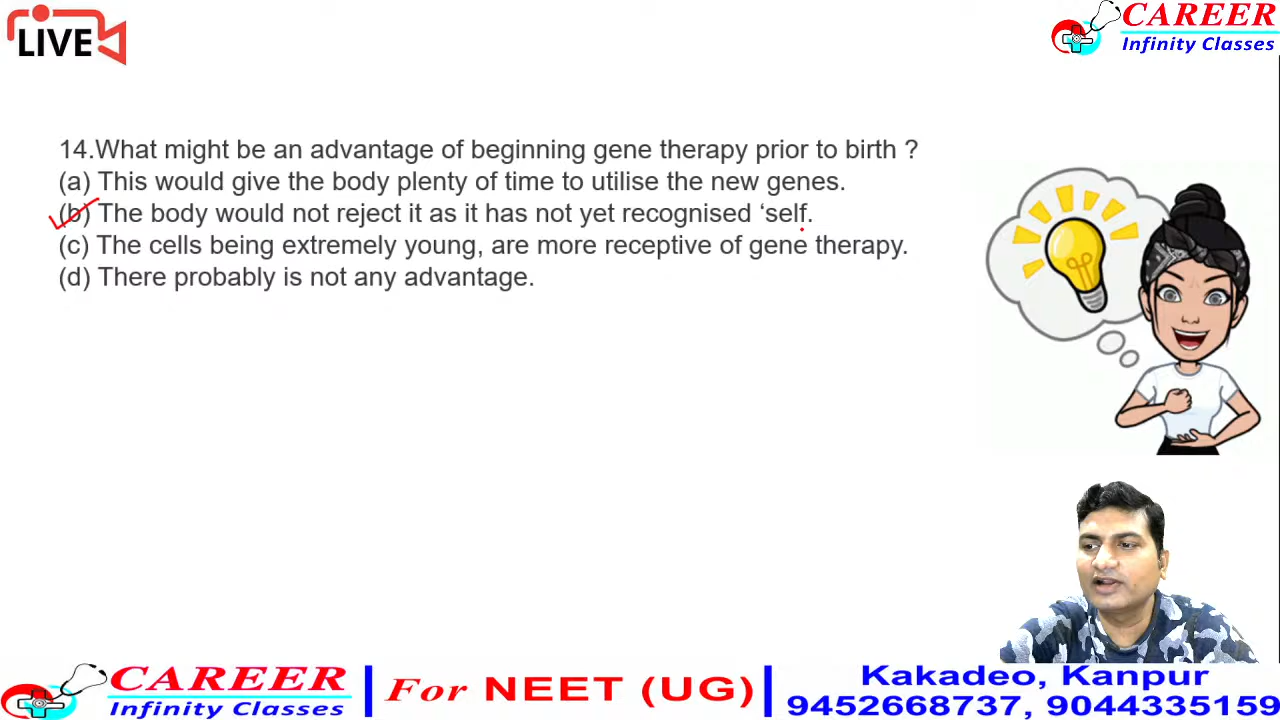 LIVE
CAREER
Infinity Classes
14.What might be an advantage of beginning gene therapy prior to birth ?
(a) This would give the body plenty of time to utilise the new genes.
(b) The body would not reject it as it has not yet recognised ‘self.
(c) The cells being extremely young, are more receptive of gene therapy.
(d) There probably is not any advantage.
CAREER
Infinity Classes
For NEET (UG)
Kakadeo, Kanpur
9452668737, 9044335159